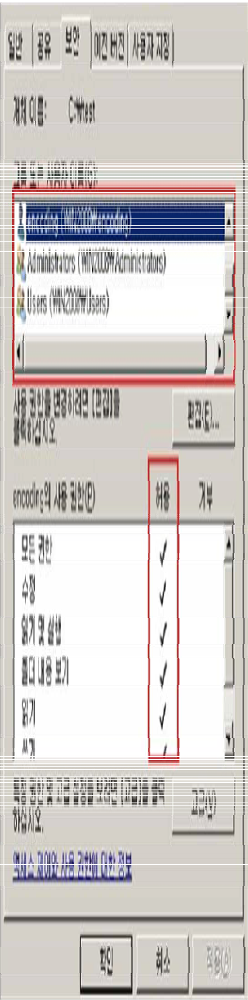 일반 공유 보안 이전 버전 사용자 지정
개체 이름: C:₩test
그룹 또는 사용자 이름(G):
encoding (WIN2008₩encoding)
Administrators (WIN2008₩Administrators)
Users (WIN2008₩Users)
사용 권한을 변경하려면 [편집]을
클릭하십시오.
편집(E)...
encoding의 사용 권한(P) 허용 거부
모든 권한
수정
읽기 및 실행
폴더 내용 보기
읽기
쓰기
특정 권한 및 고급 설정을 보려면 [고급]을 클릭
하십시오.
고급(V)
액세스 제어와 사용 권한에 대한 정보
확인 취소 적용(A)